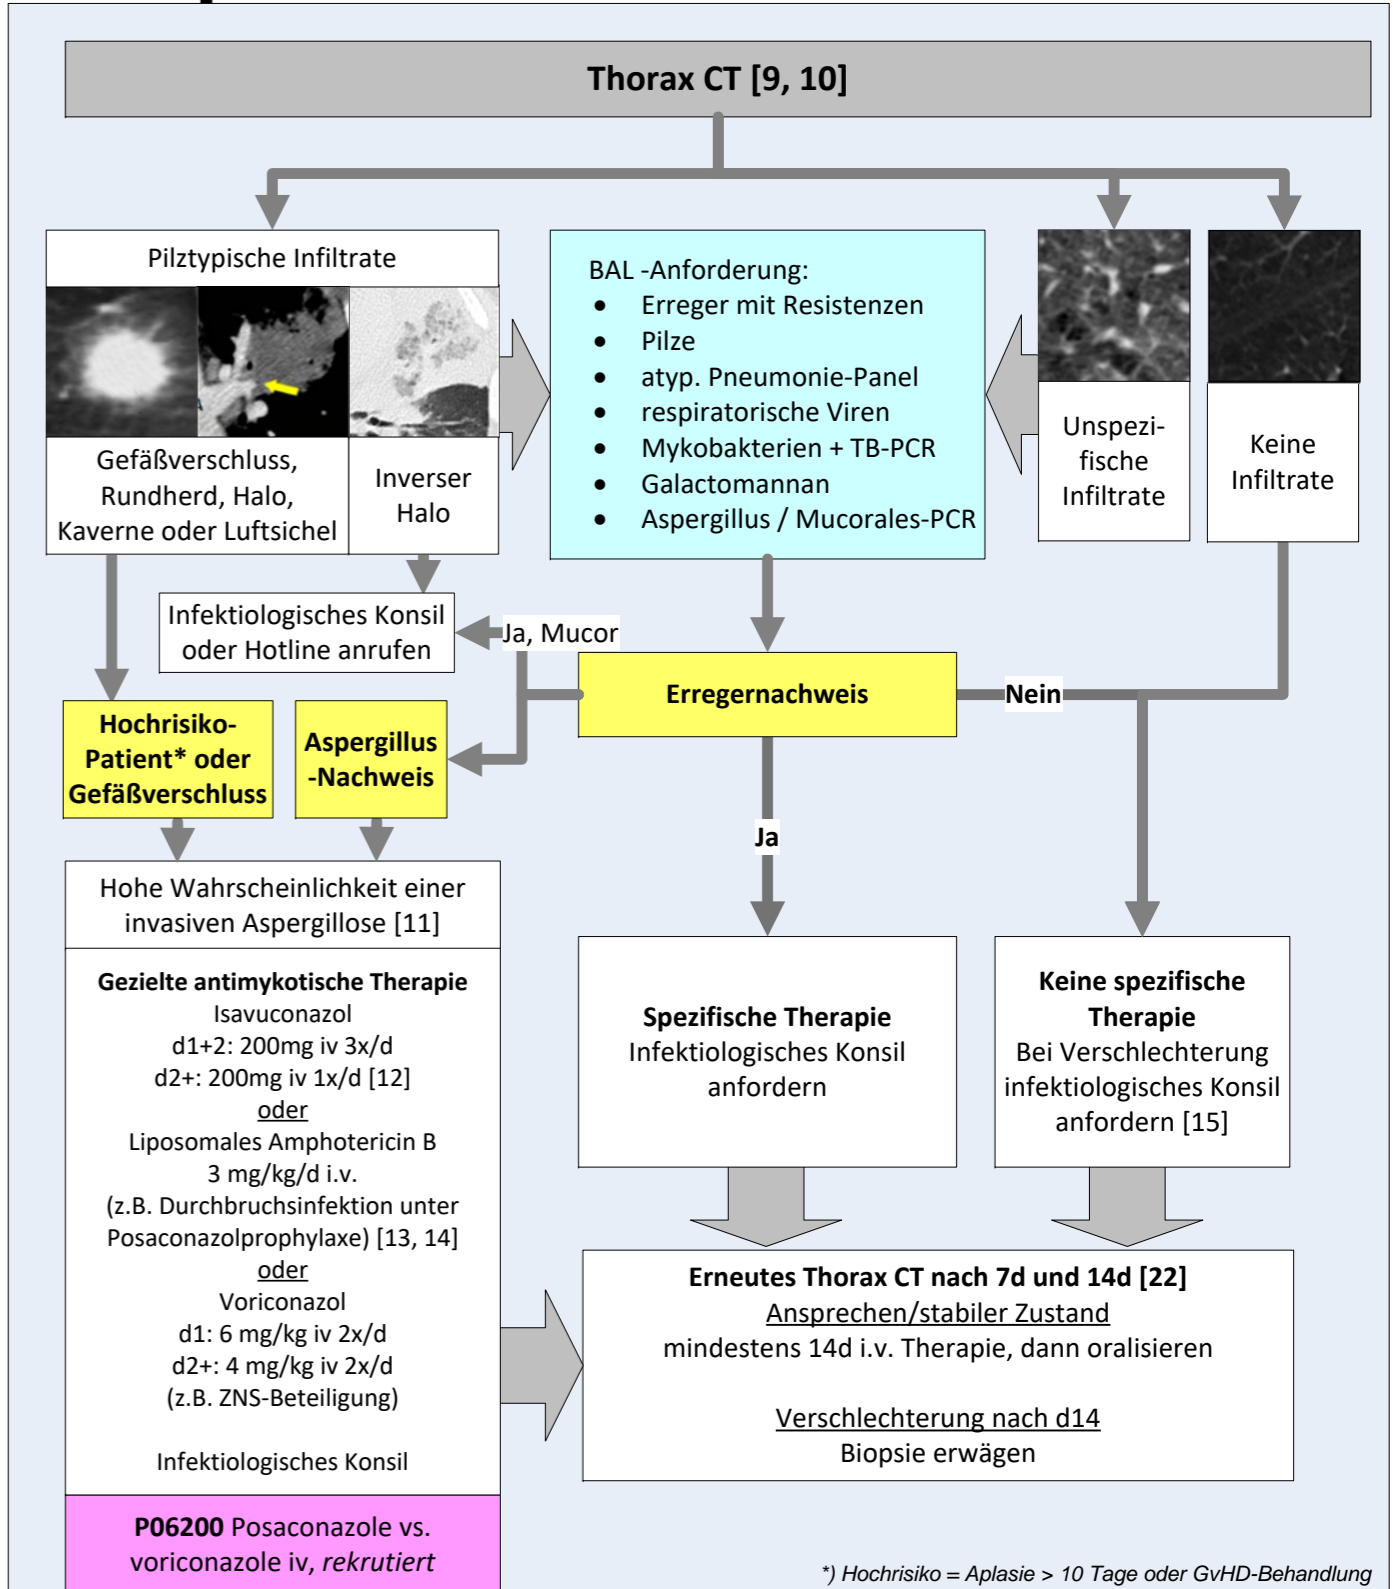 Thorax CT [9, 10]
Pilztypische Infiltrate
Gefäßverschluss,
Rundherd, Halo,
Kaverne oder Luftsichel
Inverser
Halo
BAL -Anforderung:
• Erreger mit Resistenzen
• Pilze
• atyp. Pneumonie-Panel
• respiratorische Viren
• Mykobakterien + TB-PCR
• Galactomannan
• Aspergillus / Mucorales-PCR
Unspezi-
fische
Infiltrate
Keine
Infiltrate
Infektiologisches Konsil
oder Hotline anrufen
Ja, Mucor
Erregernachweis
Nein
Hochrisiko-
Patient* oder
Gefäßverschluss
Aspergillus
-Nachweis
Ja
Hohe Wahrscheinlichkeit einer
invasiven Aspergillose [11]
Gezielte antimykotische Therapie
Isavuconazol
d1+2: 200mg iv 3x/d
d2+: 200mg iv 1x/d [12]
oder
Liposomales Amphotericin B
3 mg/kg/d i.v.
(z.B. Durchbruchsinfektion unter
Posaconazolprophylaxe) [13, 14]
oder
Voriconazol
d1: 6 mg/kg iv 2x/d
d2+: 4 mg/kg iv 2x/d
(z.B. ZNS-Beteiligung)
Infektiologisches Konsil
P06200 Posaconazole vs.
voriconazole iv, rekrutiert
Spezifische Therapie
Infektiologisches Konsil
anfordern
Keine spezifische
Therapie
Bei Verschlechterung
infektiologisches Konsil
anfordern [15]
Erneutes Thorax CT nach 7d und 14d [22]
Ansprechen/stabiler Zustand
mindestens 14d i.v. Therapie, dann oralisieren
Verschlechterung nach d14
Biopsie erwägen
*) Hochrisiko = Aplasie > 10 Tage oder GvHD-Behandlung